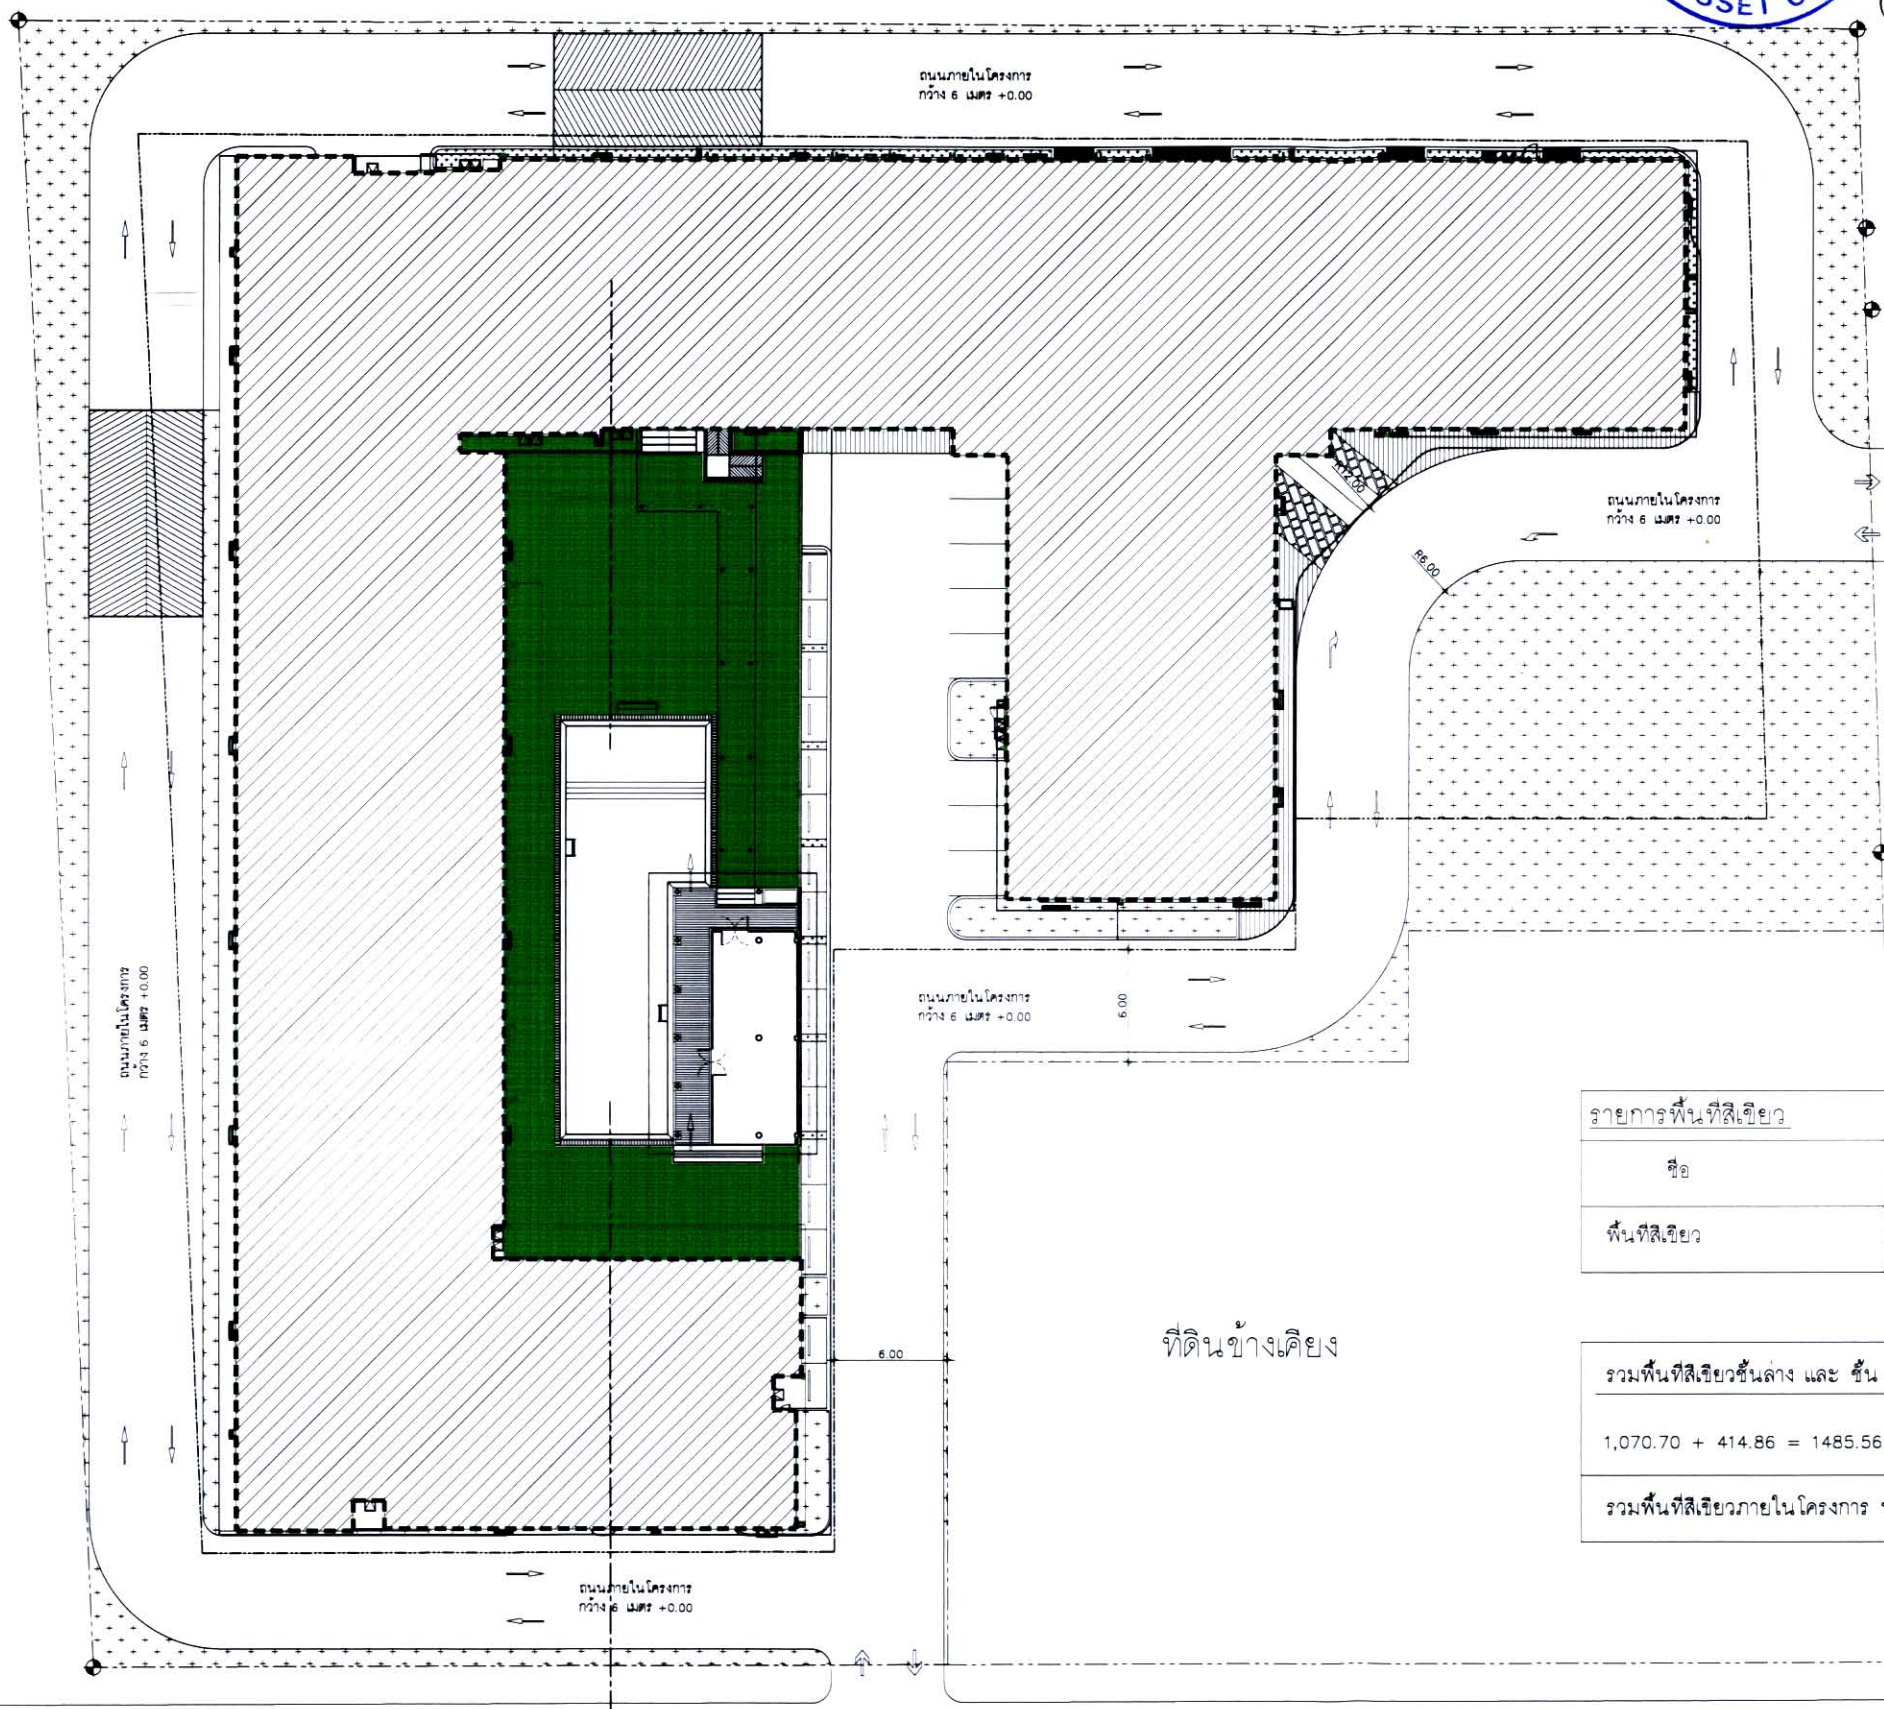 SSET
ถนนภายในโครงการ
กว้าง 6 เมตร +0.00
R12.00
ถนนภายในโครงการ
กว้าง 6 เมตร +0.00
R6.00
ถนนภายในโครงการ
กว้าง 6 เมตร +0.00
ถนนภายในโครงการ
กว้าง 6 เมตร +0.00
6.00
รายการพื้นที่สีเขียว
ชื่อ
พื้นที่สีเขียว
ที่ดินข้างเคียง
6.00
รวมพื้นที่สีเขียวชั้นล่าง และ ชั้น
1,070.70 + 414.86 = 1485.56
รวมพื้นที่สีเขียวภายในโครงการ
ถนนภายในโครงการ
กว้าง 6 เมตร +0.00